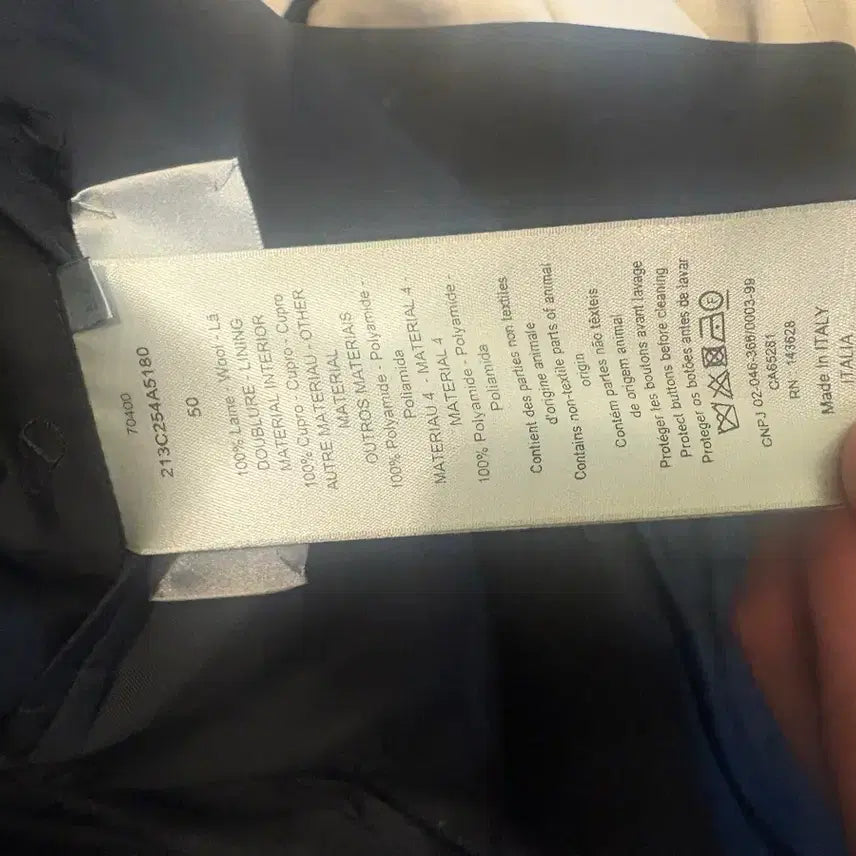 70400
213C254A5180
50
100% Laine - Wool - Lã
DOUBLURE - LINING
MATERIAL INTERIOR
100% Cupro - Cupro - Cupro
AUTRE MATERIAU - OTHER
MATERIAL
OUTROS MATERIAIS
100% Polyamide - Polyamide -
Poliamida
MATERIAU 4 - MATERIAL 4 -
MATERIAL 4
100% Polyamide - Polyamide -
Poliamida
Contient des parties non textiles
d'origine animale
Contains non-textile parts of animal
origin
Contém partes não têxteis
de origem animal
Protéger les boutons avant lavage
Protect buttons before cleaning
Proteger os botões antes de lavar
CNPJ 02-046-368/0003-99
CA65281
RN 143628
Made in ITALY
ITALIA